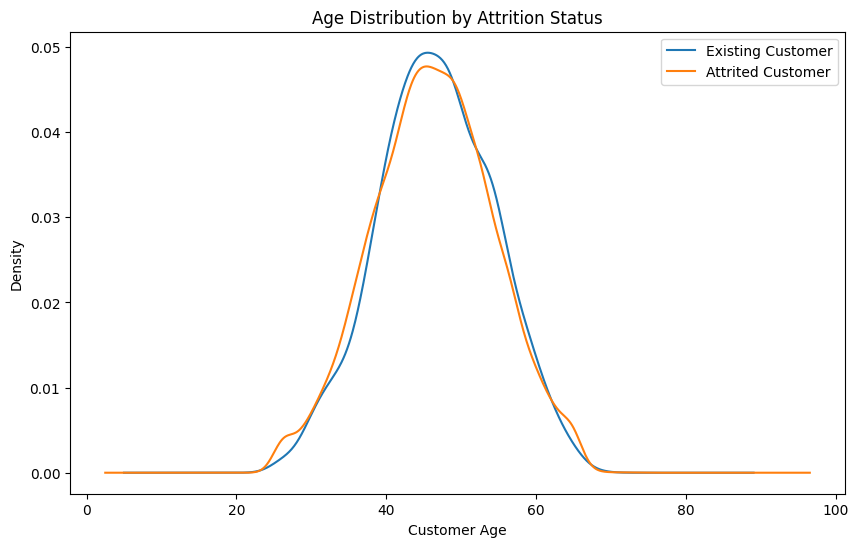 Age Distribution by Attrition Status
Existing Customer
Attrited Customer
Density
0.05
0.04
0.03
0.02
0.01
0.00
0
20
40
60
80
100
Customer Age